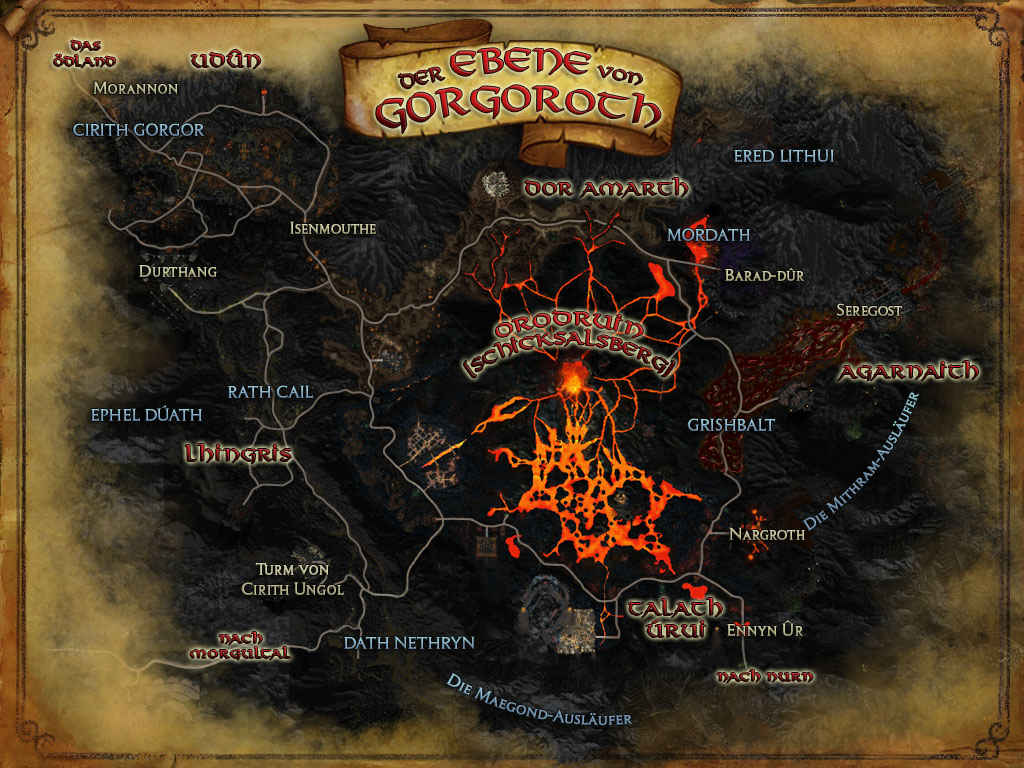 DER EBENE VON
GORGOROTH
DAS
ÖDLAND
UDÛN
MORANNON
CIRITH GORGOR
ERED LITHUI
DOR AMARTH
ISENMOUTHE
MORDATH
DURTHANG
BARAD-DÛR
SEREGOST
ORODRUIN
(SCHICKSALSBERG)
AGARNAITH
RATH CAIL
EPHEL DÚATH
GRISHBALT
LHINGRIS
DIE MITHRAM-AUSLÄUFER
NARGROTH
TURM VON
CIRITH UNGOL
TALATH
ÚRUI
ENNYN ÛR
NACH
MORGULTAL
DATH NETHRYN
NACH NURN
DIE MAEGOND-AUSLÄUFER